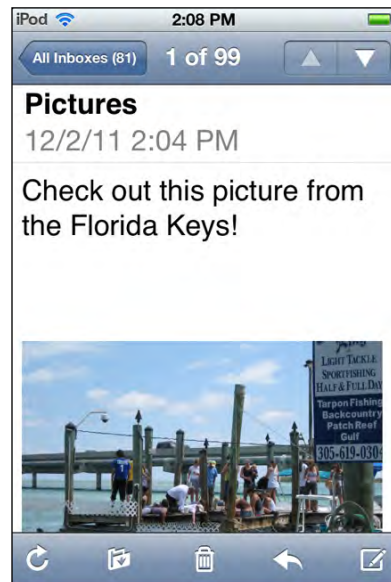 iPod 2:08 PM
All Inboxes (81) 1 of 99
Pictures
12/2/11 2:04 PM
Check out this picture from
the Florida Keys!
LIGHT TACKLE
SPORTFISHING
HALF & FULL DAY
Tarpon Fishing
Backcountry
Patch Reef
Gulf
305-619-0304